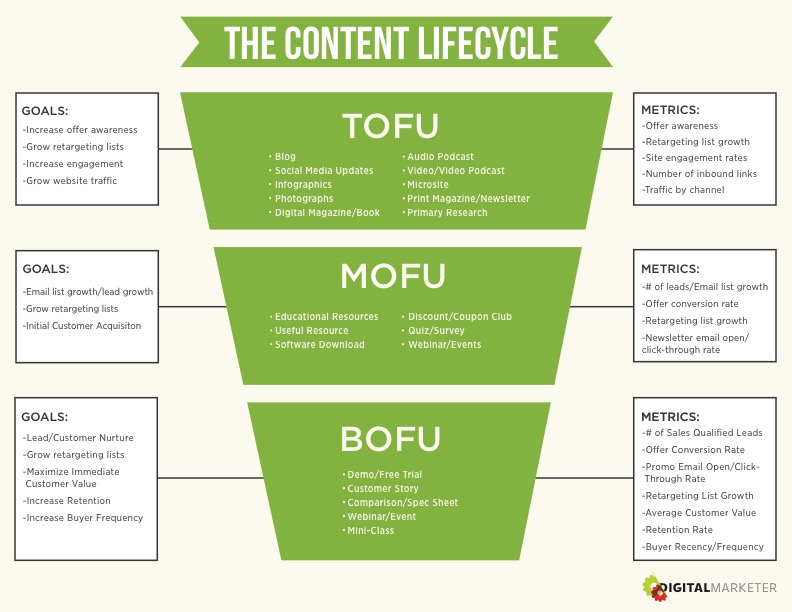 THE CONTENT LIFECYCLE
GOALS:
-Increase offer awareness
-Grow retargeting lists
-Increase engagement
-Grow website traffic
TOFU
• Blog
• Social Media Updates
• Infographics
• Photographs
• Digital Magazine/Book
• Audio Podcast
• Video/Video Podcast
• Microsite
• Print Magazine/Newsletter
• Primary Research
METRICS:
-Offer awareness
-Retargeting list growth
-Site engagement rates
-Number of inbound links
-Traffic by channel
GOALS:
-Email list growth/lead growth
-Grow retargeting lists
-Initial Customer Acquisiton
MOFU
• Educational Resources
• Useful Resource
• Software Download
• Discount/Coupon Club
• Quiz/Survey
• Webinar/Events
METRICS:
-# of leads/Email list growth
-Offer conversion rate
-Retargeting list growth
-Newsletter email open/
click-through rate
GOALS:
-Lead/Customer Nurture
-Grow retargeting lists
-Maximize Immediate
Customer Value
-Increase Retention
-Increase Buyer Frequency
BOFU
• Demo/Free Trial
• Customer Story
• Comparison/Spec Sheet
• Webinar/Event
• Mini-Class
METRICS:
-# of Sales Qualified Leads
-Offer Conversion Rate
-Promo Email Open/Click-
Through Rate
-Retargeting List Growth
-Average Customer Value
-Retention Rate
-Buyer Recency/Frequency
DIGITALMARKETER